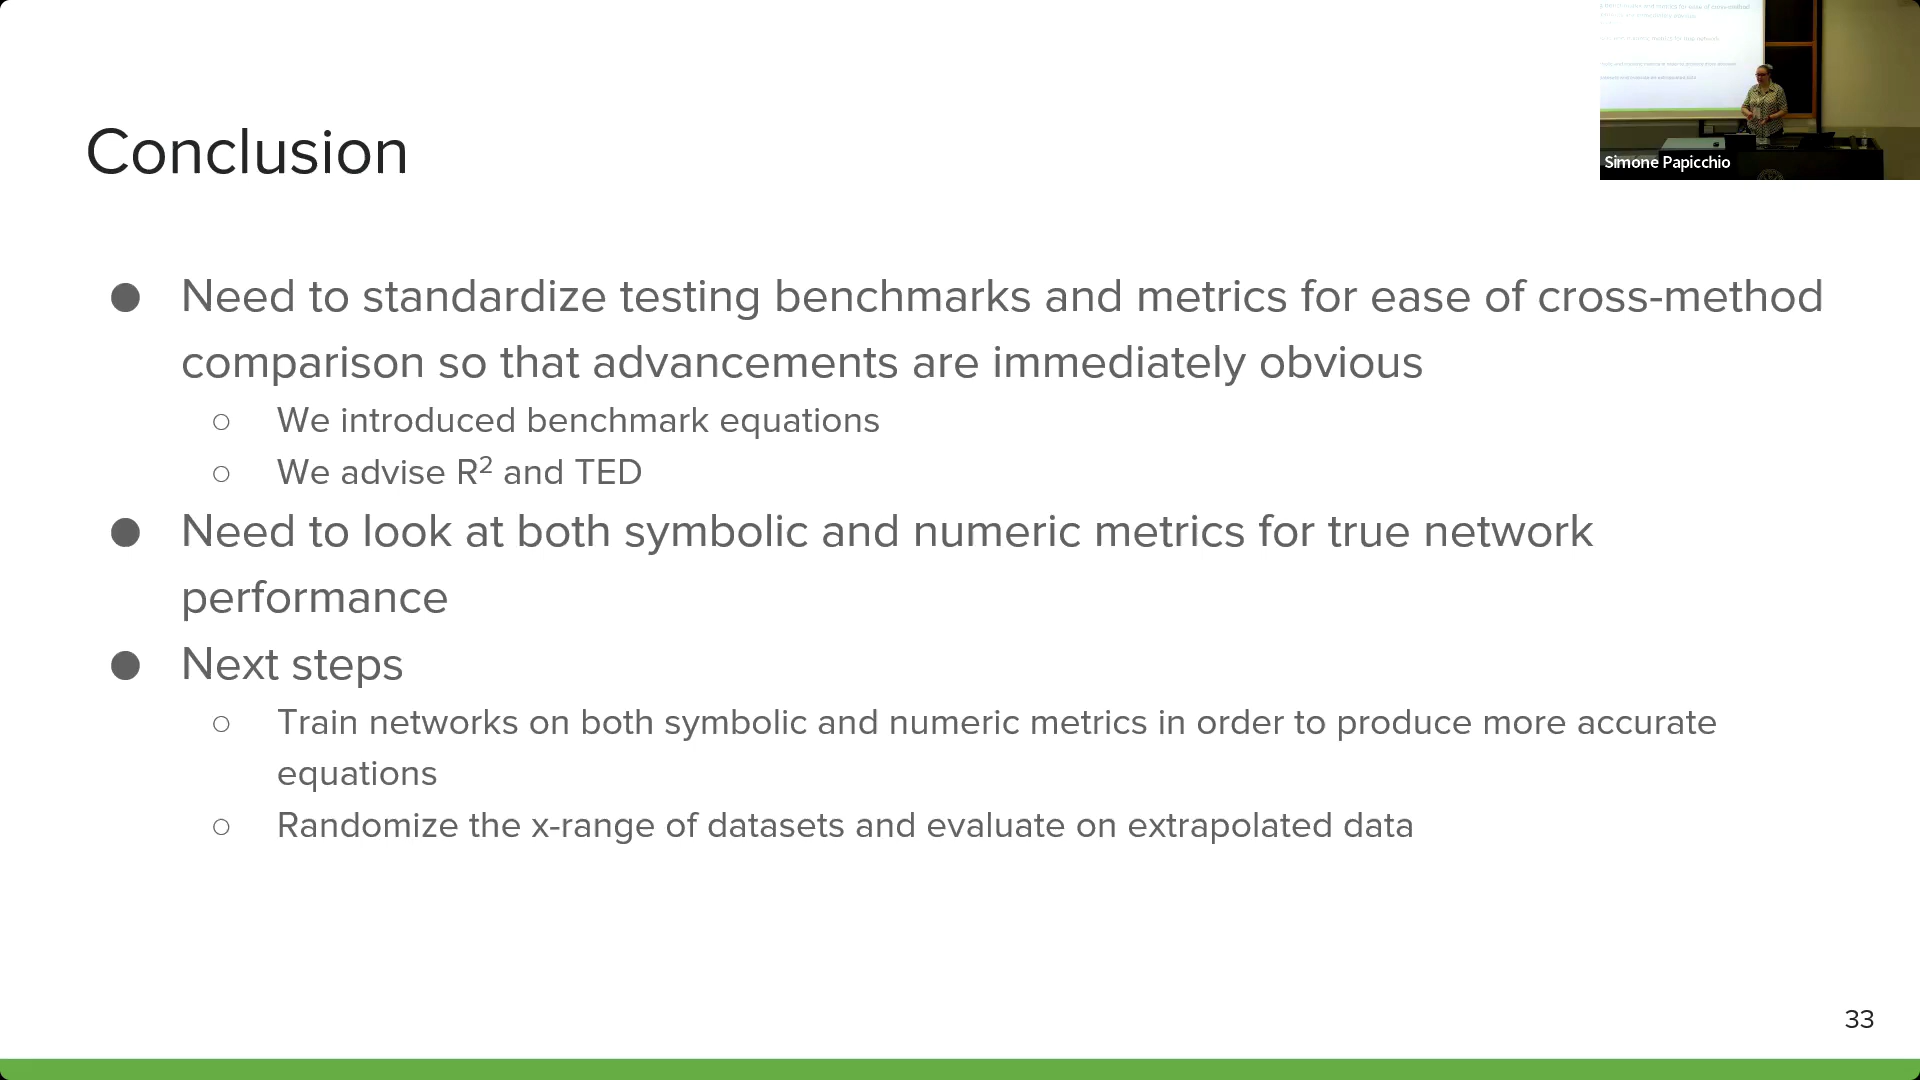 Conclusion
Simone Papicchio
● Need to standardize testing benchmarks and metrics for ease of cross-method
comparison so that advancements are immediately obvious
○ We introduced benchmark equations
○ We advise R² and TED
● Need to look at both symbolic and numeric metrics for true network
performance
● Next steps
○ Train networks on both symbolic and numeric metrics in order to produce more accurate
equations
○ Randomize the x-range of datasets and evaluate on extrapolated data
33